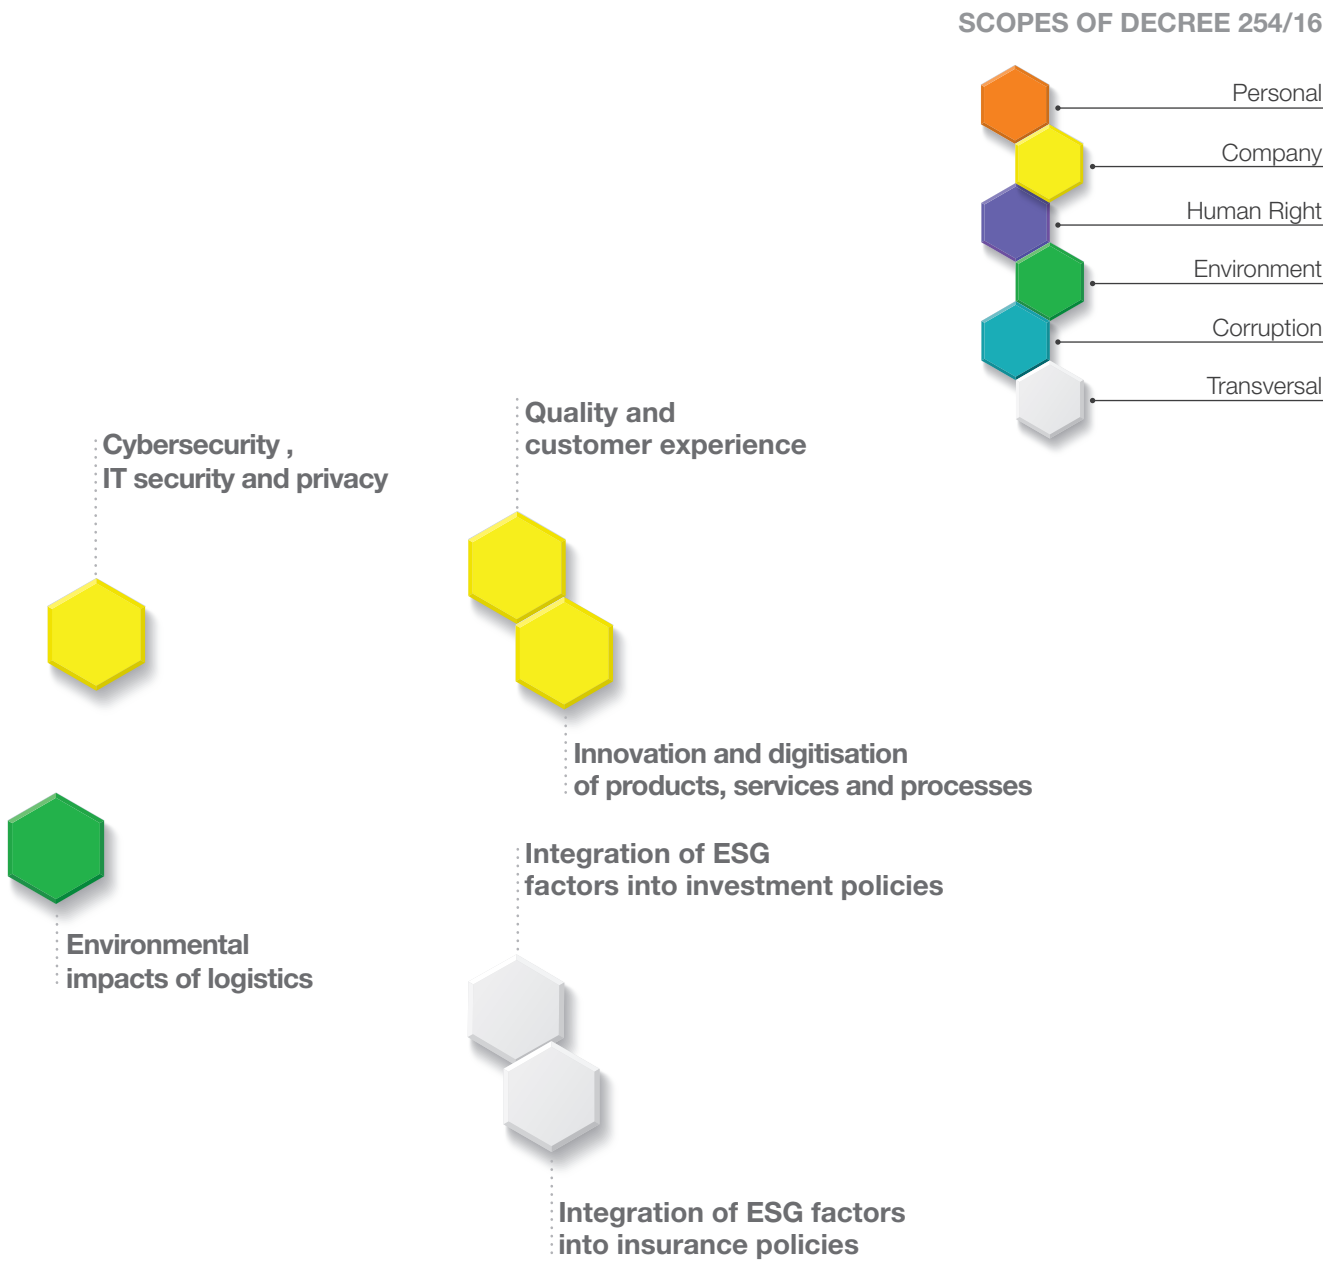 SCOPES OF DECREE 254/16
Personal
Company
Human Right
Environment
Corruption
Transversal
Quality and
customer experience
Cybersecurity ,
IT security and privacy
Innovation and digitisation
of products, services and processes
Integration of ESG
factors into investment policies
Environmental
impacts of logistics
Integration of ESG factors
into insurance policies